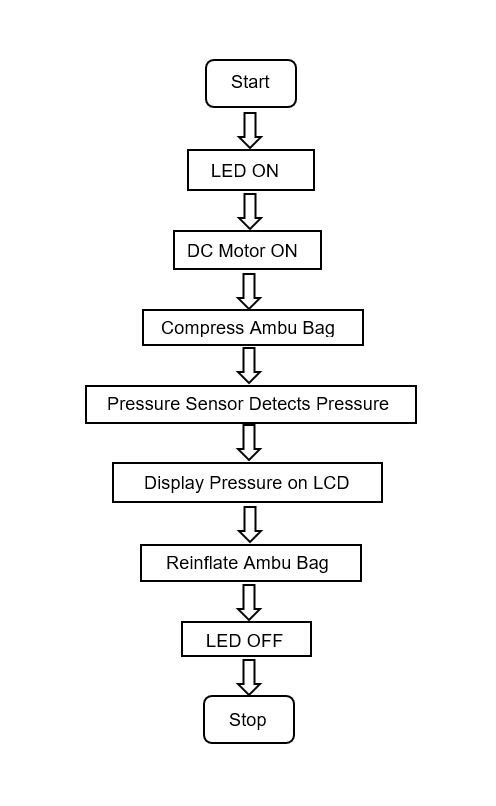 Start
LED ON
DC Motor ON
Compress Ambu Bag
Pressure Sensor Detects Pressure
Display Pressure on LCD
Reinflate Ambu Bag
LED OFF
Stop